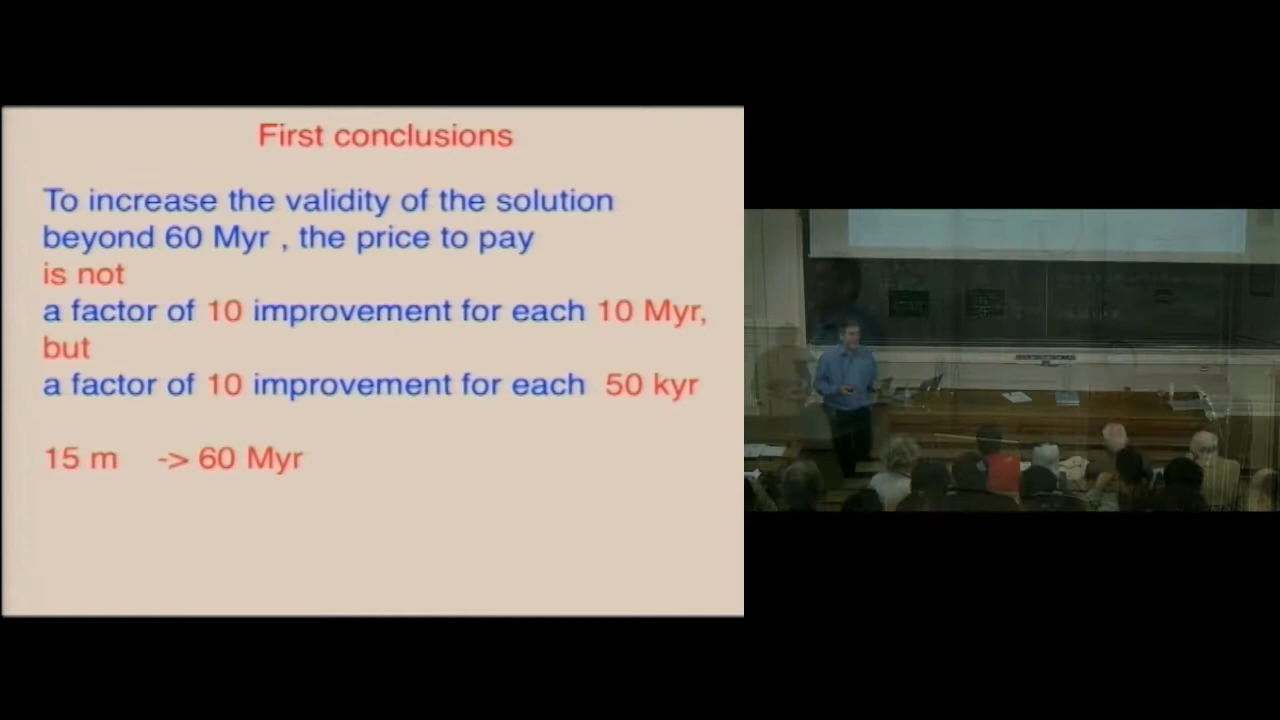 First conclusions
To increase the validity of the solution
beyond 60 Myr , the price to pay
is not
a factor of 10 improvement for each 10 Myr,
but
a factor of 10 improvement for each 50 kyr
15 m -> 60 Myr